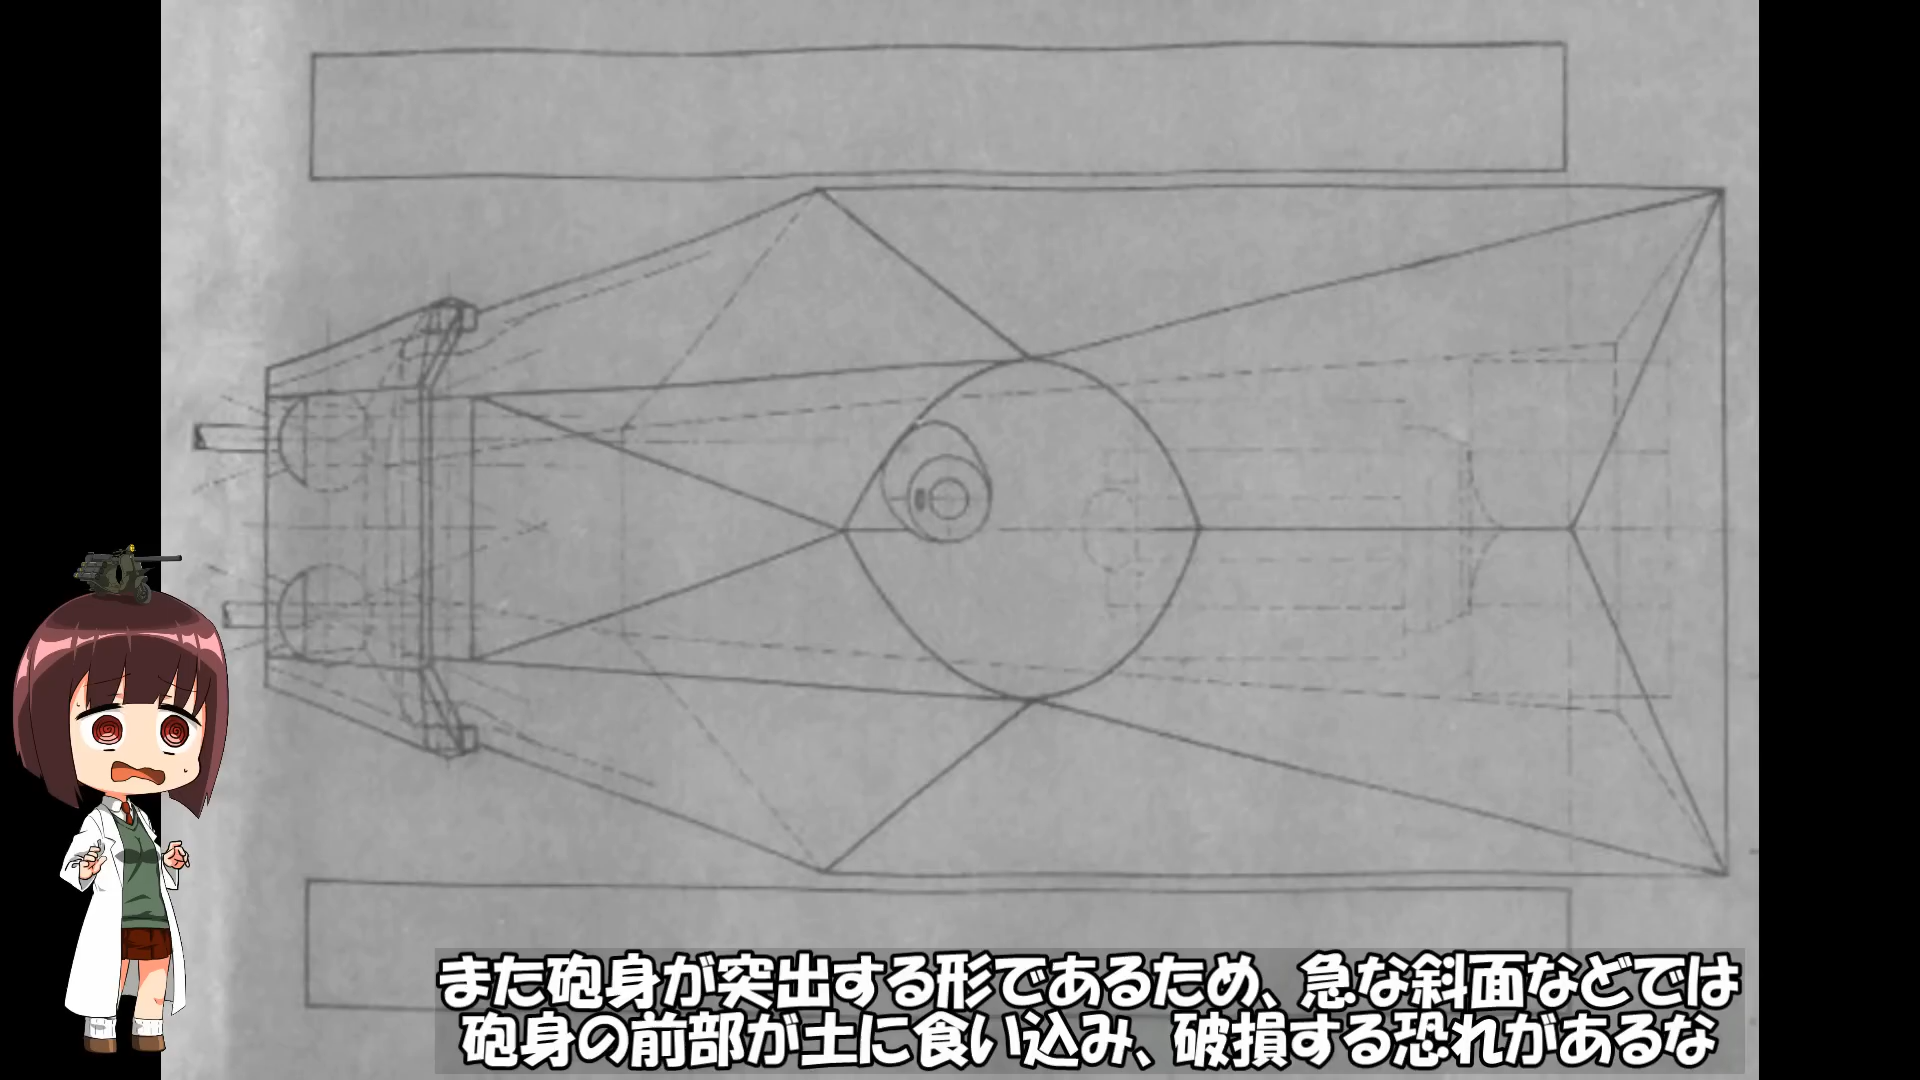 また砲身が突出する形であるため、急な斜面などでは
砲身の前部が土に食い込み、破損する恐れがあるな